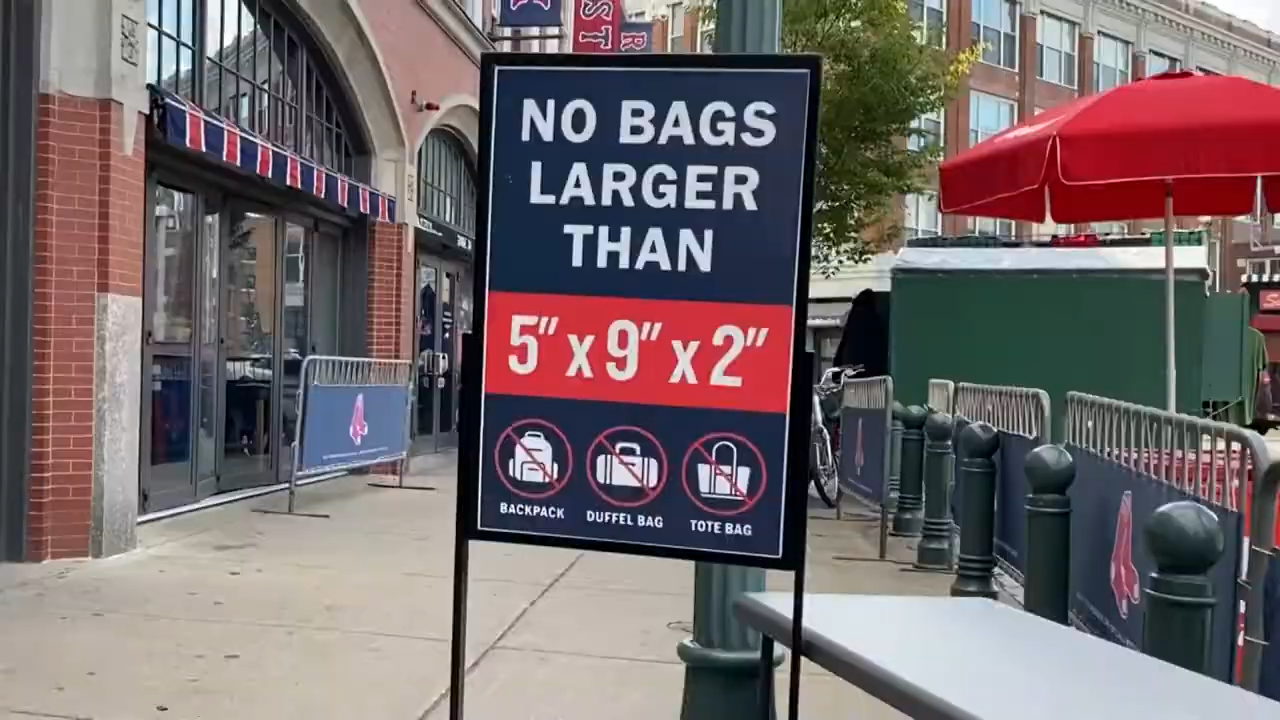 NO BAGS
LARGER
THAN
5" x 9" x 2"
BACKPACK
DUFFEL BAG
TOTE BAG